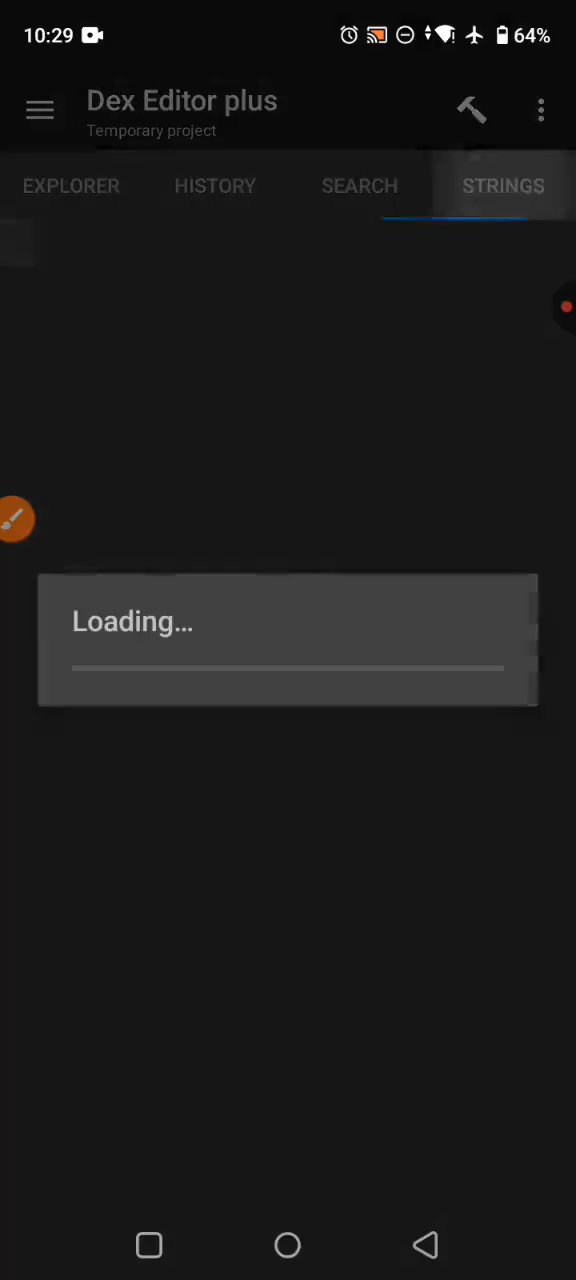 10:29
64%
Dex Editor plus
Temporary project
EXPLORER
HISTORY
SEARCH
STRINGS
Loading...